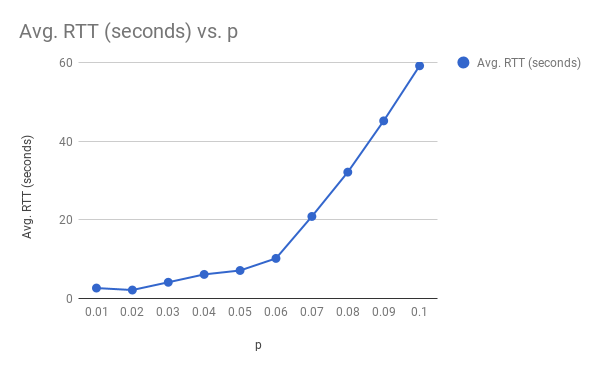 Avg. RTT (seconds) vs. p
Avg. RTT (seconds)
Avg. RTT (seconds)
60
40
20
0
0.01 0.02 0.03 0.04 0.05 0.06 0.07 0.08 0.09 0.1
p